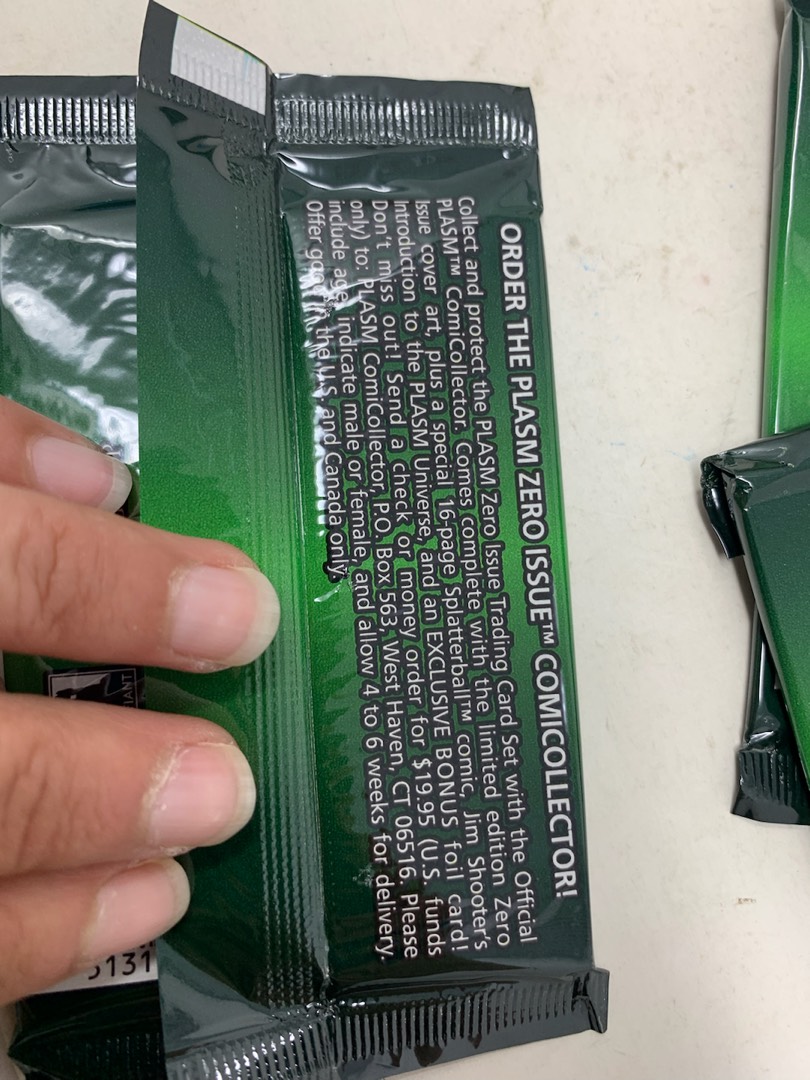 ORDER THE PLASM ZERO ISSUE™ COMICOLLECTOR!
Collect and protect the PLASM Zero Issue Trading Card Set with the Official
PLASM™ ComiCollector. Comes complete with the limited edition Zero
Issue cover art, plus a special 16-page Splatterball™ comic, Jim Shooter's
Introduction to the PLASM Universe, and an EXCLUSIVE BONUS foil card!
Don't miss out! Send a check or money order for $19.95 (U.S. funds
only) to: PLASM ComiCollector, P.O. Box 563, West Haven, CT 06516. Please
include age, indicate male or female, and allow 4 to 6 weeks for delivery.
Offer good in the U.S. and Canada only.
5131